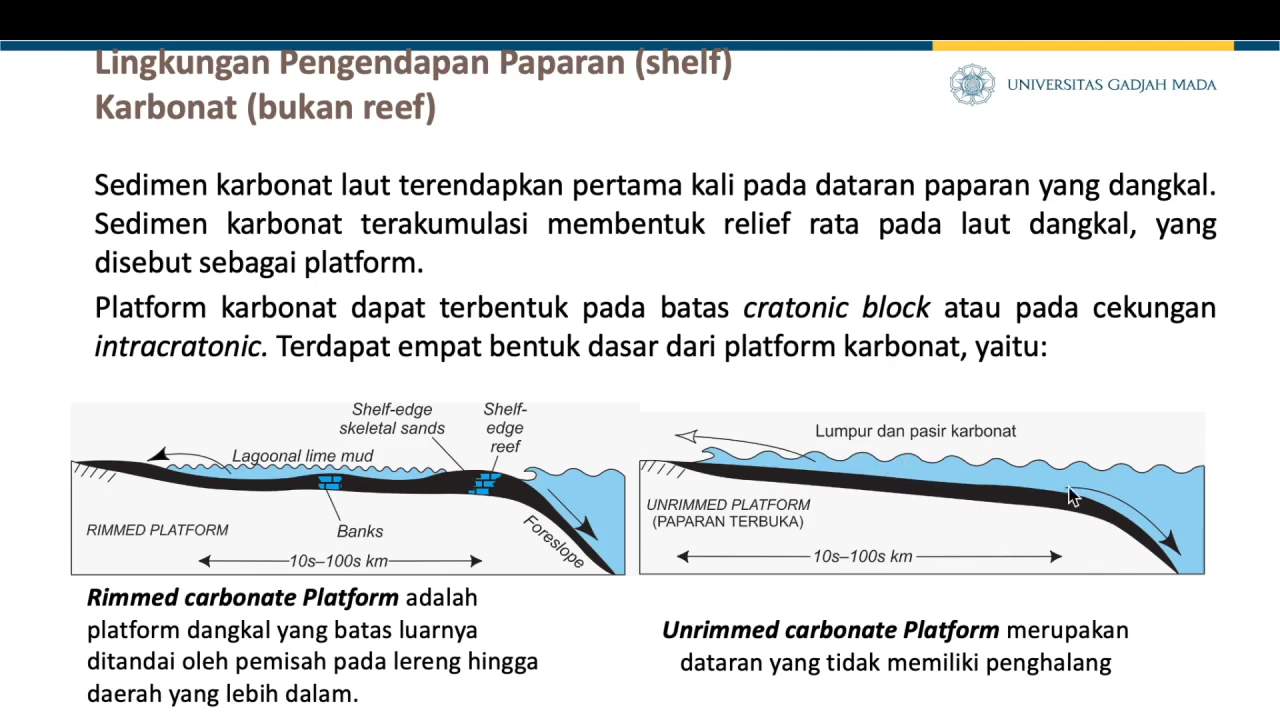 Lingkungan Pengendapan Paparan (shelf)
Karbonat (bukan reef)
UNIVERSITAS GADJAH MADA
Sedimen karbonat laut terendapkan pertama kali pada dataran paparan yang dangkal.
Sedimen karbonat terakumulasi membentuk relief rata pada laut dangkal, yang
disebut sebagai platform.
Platform karbonat dapat terbentuk pada batas cratonic block atau pada cekungan
intracratonic. Terdapat empat bentuk dasar dari platform karbonat, yaitu:
Shelf-edge
skeletal sands
Shelf-
edge
reef
Lagoonal lime mud
RIMMED PLATFORM
Banks
Foreslope
10s–100s km
Lumpur dan pasir karbonat
UNRIMMED PLATFORM
(PAPARAN TERBUKA)
10s–100s km
Rimmed carbonate Platform adalah
platform dangkal yang batas luarnya
ditandai oleh pemisah pada lereng hingga
daerah yang lebih dalam.
Unrimmed carbonate Platform merupakan
dataran yang tidak memiliki penghalang